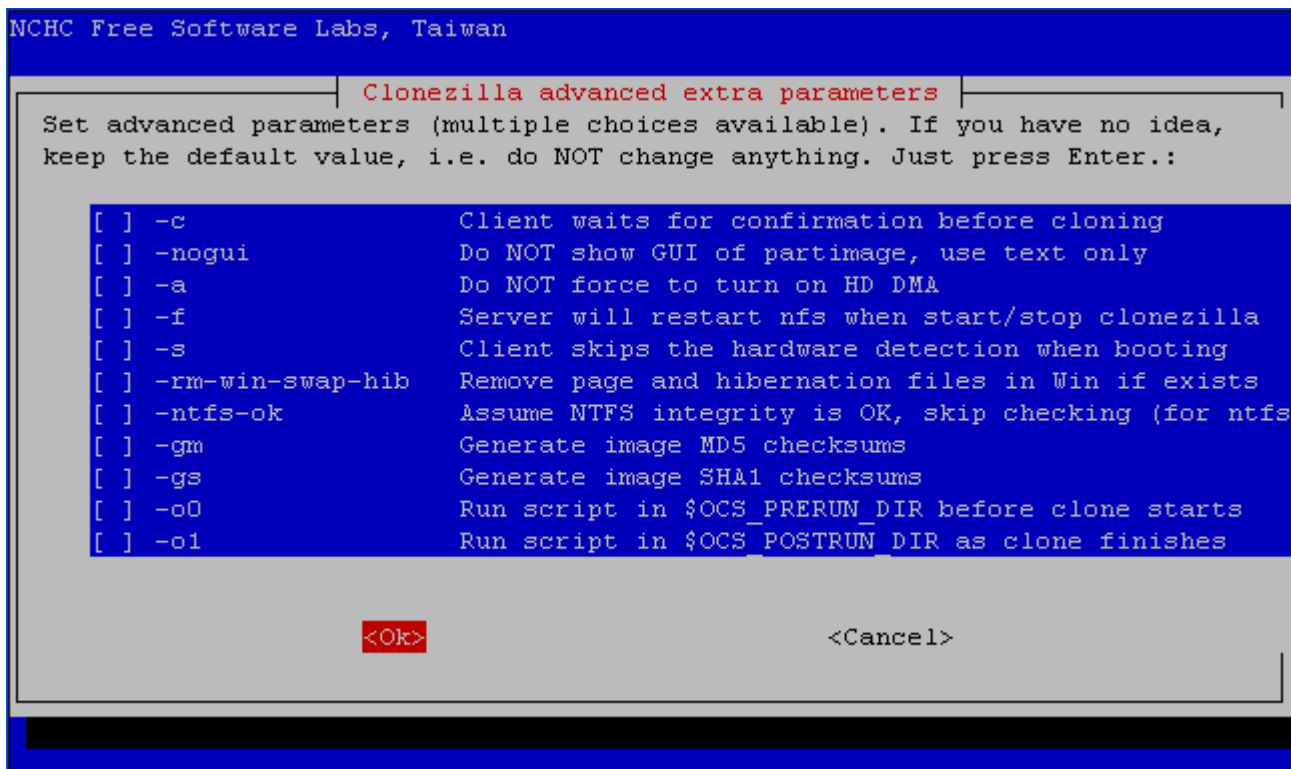 NCHC Free Software Labs, Taiwan
Clonezilla advanced extra parameters
Set advanced parameters (multiple choices available). If you have no idea,
keep the default value, i.e. do NOT change anything. Just press Enter.:
[ ] -c Client waits for confirmation before cloning
[ ] -nogui Do NOT show GUI of partimage, use text only
[ ] -a Do NOT force to turn on HD DMA
[ ] -f Server will restart nfs when start/stop clonezilla
[ ] -s Client skips the hardware detection when booting
[ ] -rm-win-swap-hib Remove page and hibernation files in Win if exists
[ ] -ntfs-ok Assume NTFS integrity is OK, skip checking (for ntfs
[ ] -gm Generate image MD5 checksums
[ ] -gs Generate image SHA1 checksums
[ ] -o0 Run script in $OCS_PRERUN_DIR before clone starts
[ ] -o1 Run script in $OCS_POSTRUN_DIR as clone finishes
<Ok> <Cancel>